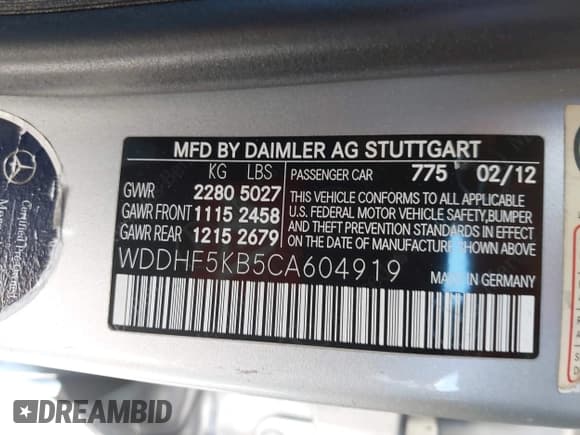 MFD BY DAIMLER AG STUTTGART
KG LBS
GVWR 2280 5027
GAWR FRONT 1115 2458
GAWR REAR 1215 2679
PASSENGER CAR 775 02/12
THIS VEHICLE CONFORMS TO ALL APPLICABLE
U.S. FEDERAL MOTOR VEHICLE SAFETY,BUMPER
AND THEFT PREVENTION STANDARDS IN EFFECT
ON THE DATE OF MANUFACTURE SHOWN ABOVE.
WDDHF5KB5CA604919
MADE IN GERMANY
DREAMBID